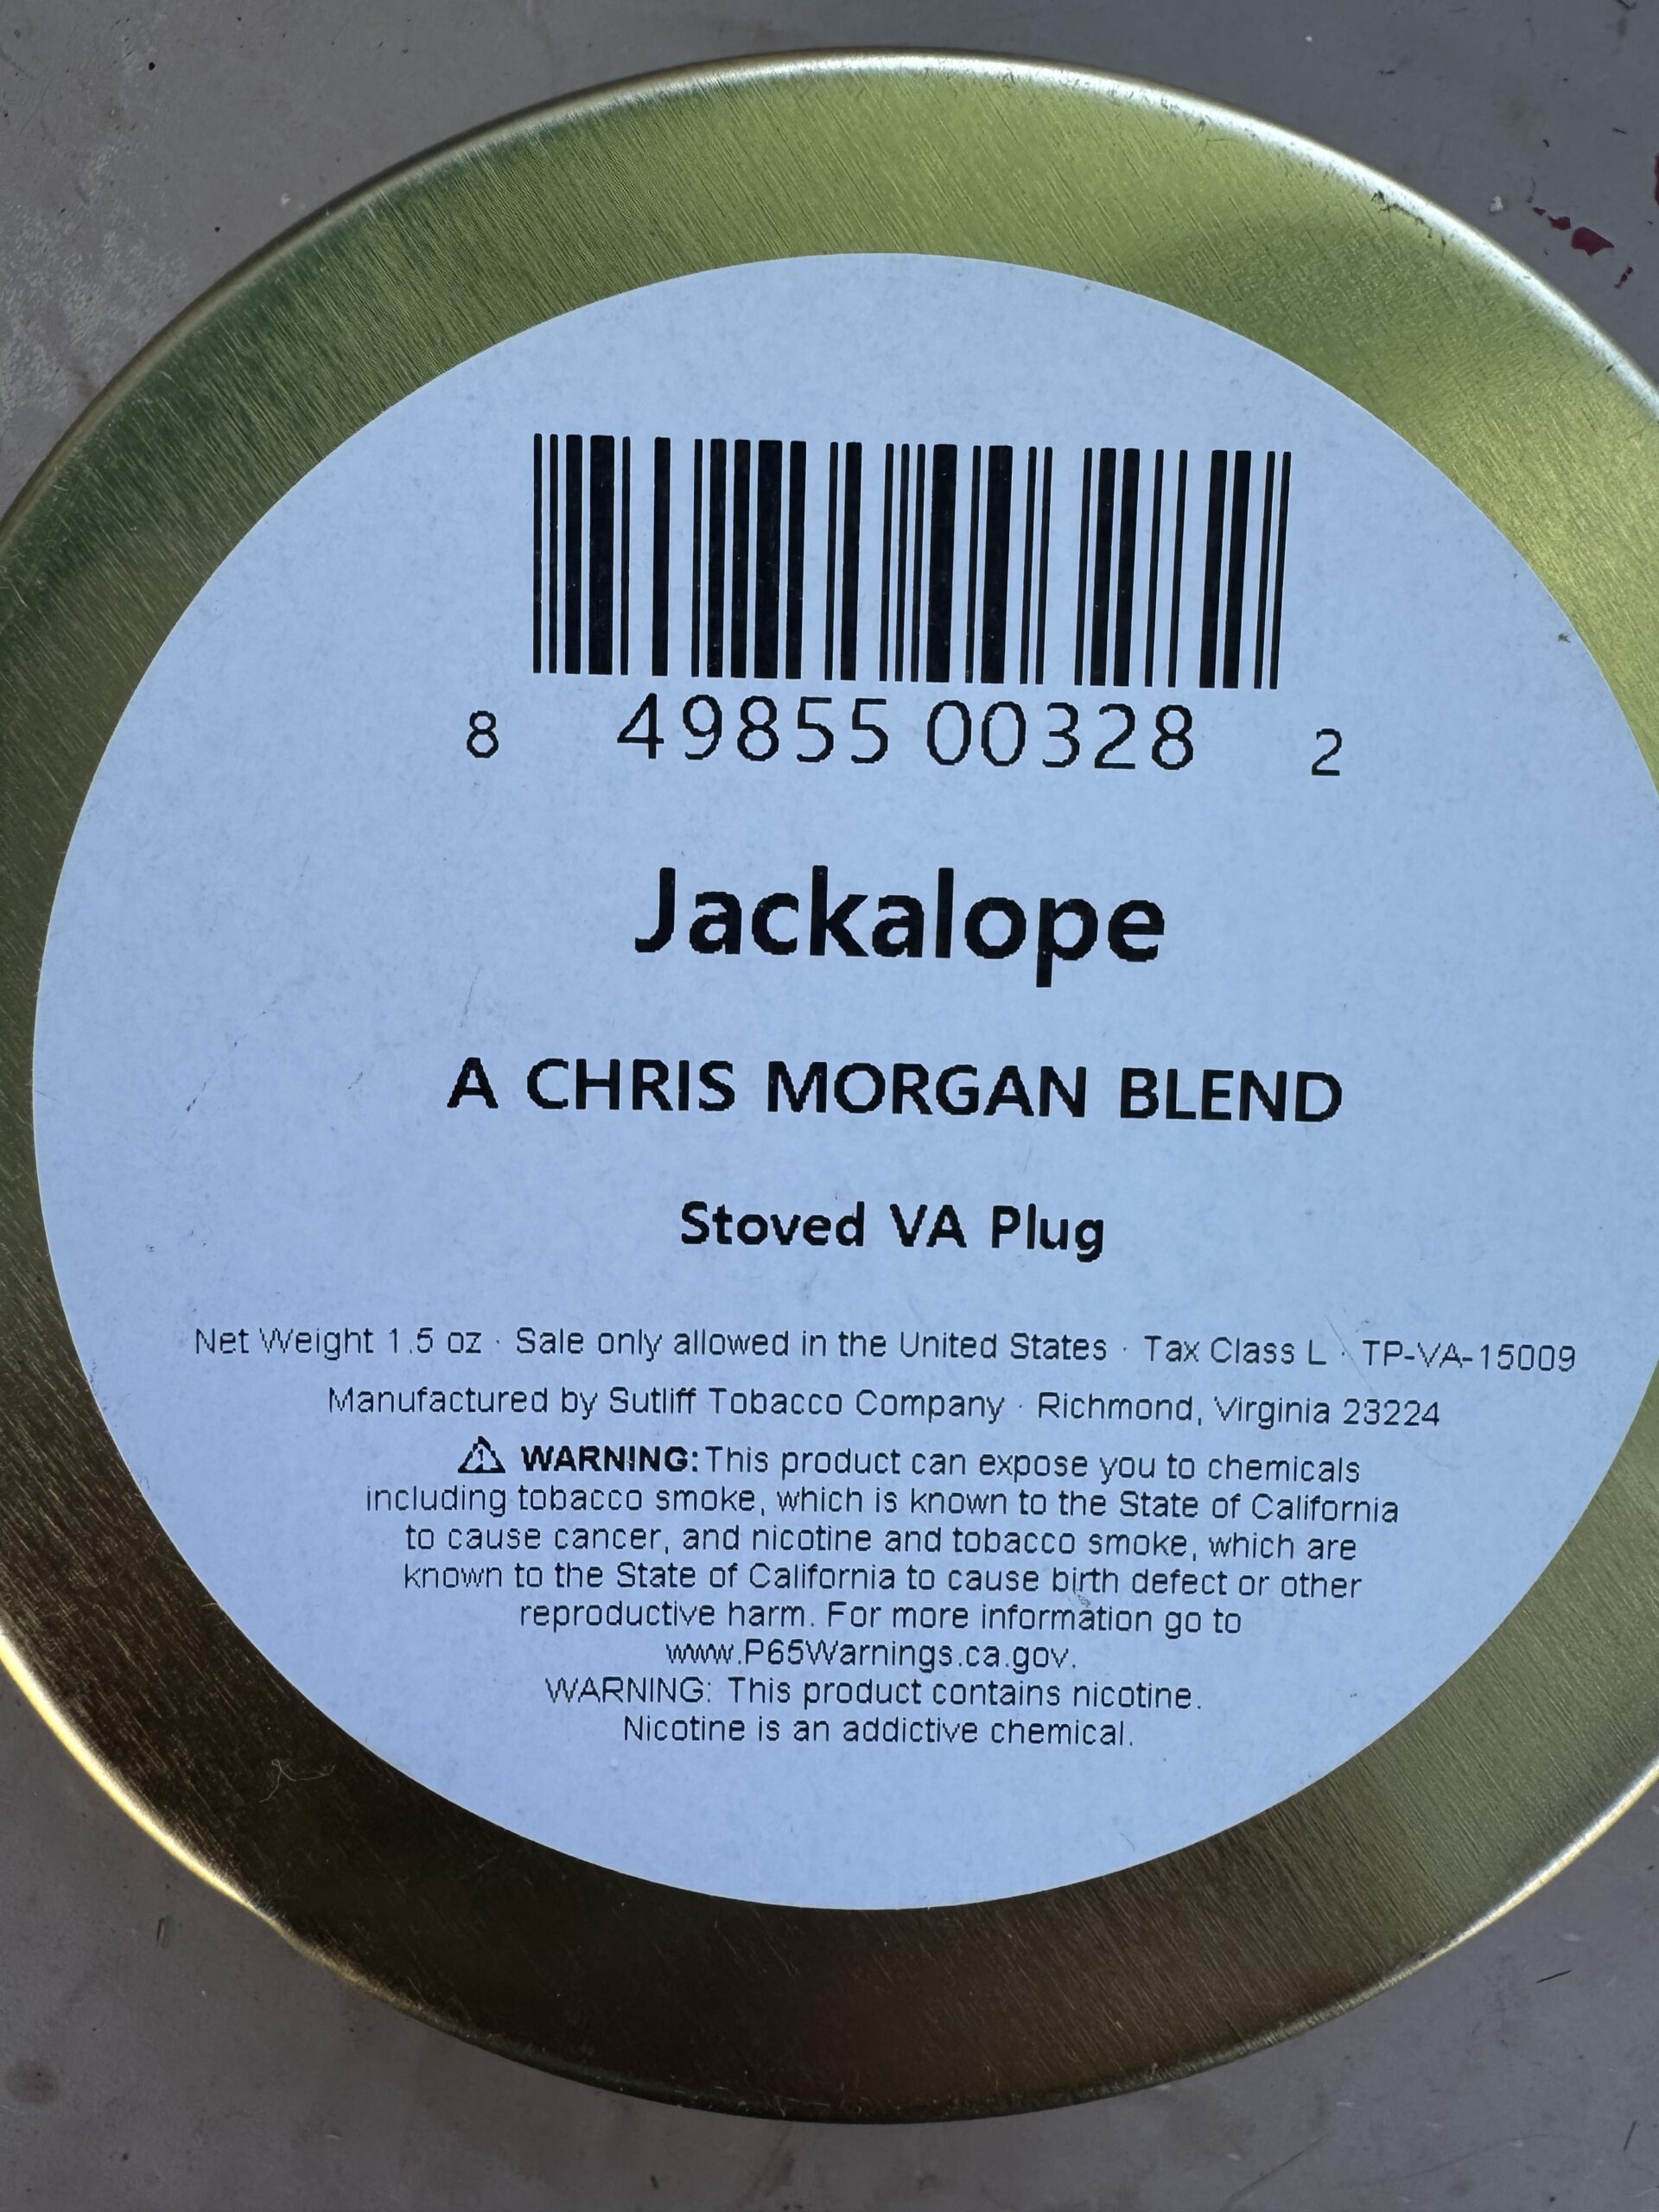 8 49855 00328 2
Jackalope
A CHRIS MORGAN BLEND
Stoved VA Plug
Net Weight 1.5 oz · Sale only allowed in the United States · Tax Class L · TP-VA-15009
Manufactured by Sutliff Tobacco Company · Richmond, Virginia 23224
⚠ WARNING: This product can expose you to chemicals
including tobacco smoke, which is known to the State of California
to cause cancer, and nicotine and tobacco smoke, which are
known to the State of California to cause birth defect or other
reproductive harm. For more information go to
www.P65Warnings.ca.gov.
WARNING: This product contains nicotine.
Nicotine is an addictive chemical.